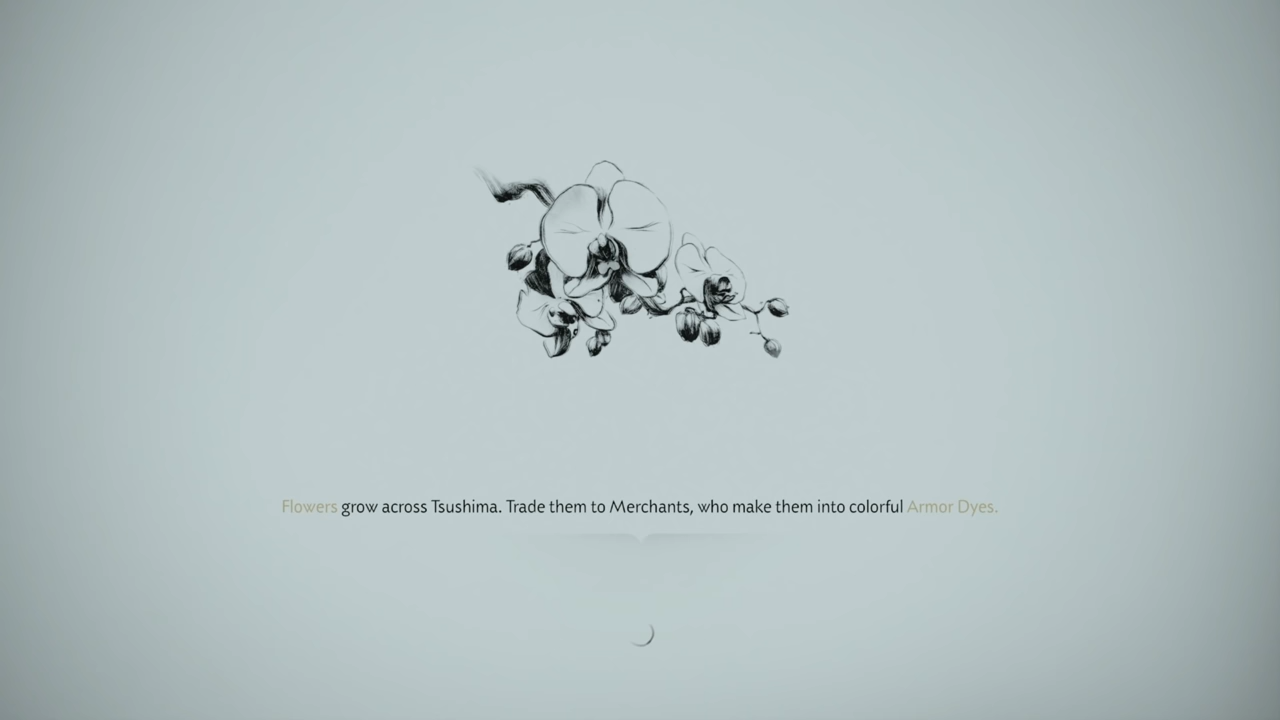 Flowers grow across Tsushima. Trade them to Merchants, who make them into colorful Armor Dyes.